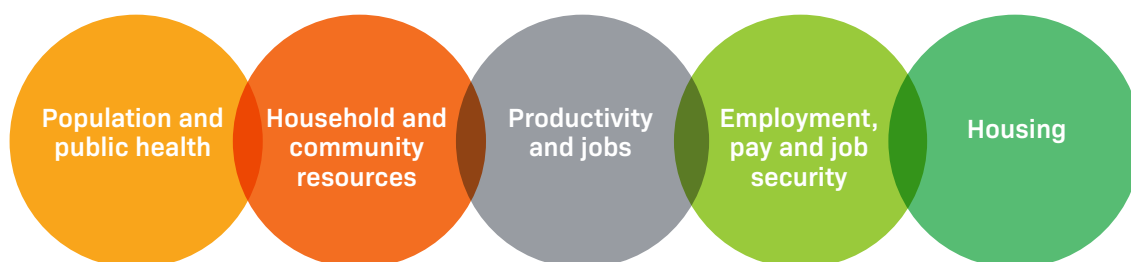 Population and
public health
Household and
community
resources
Productivity
and jobs
Employment,
pay and job
security
Housing